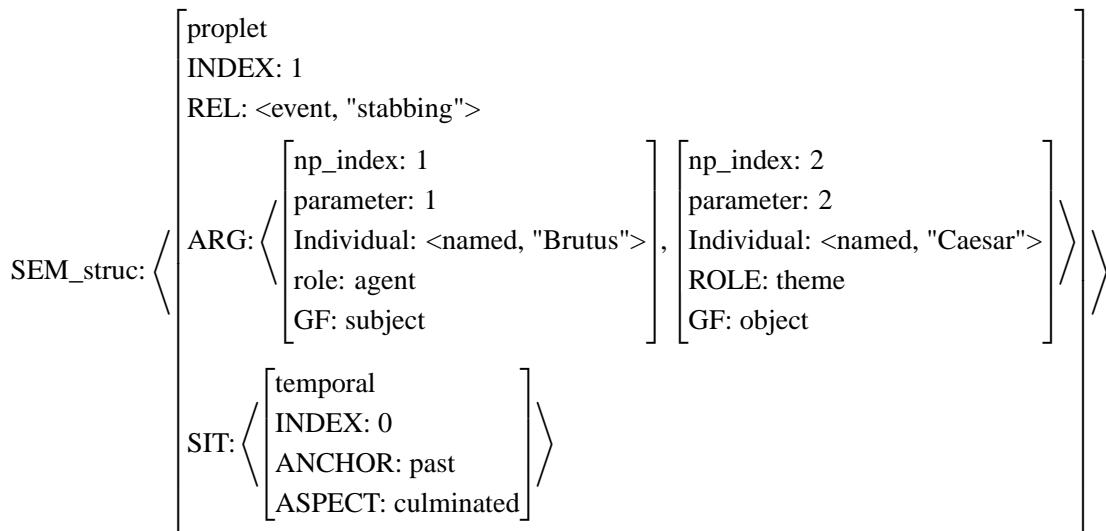 SEM_struc:
proplet
INDEX: 1
REL: <event, "stabbing">
ARG:
np_index: 1
parameter: 1
Individual: <named, "Brutus">
role: agent
GF: subject
,
np_index: 2
parameter: 2
Individual: <named, "Caesar">
ROLE: theme
GF: object
SIT:
temporal
INDEX: 0
ANCHOR: past
ASPECT: culminated